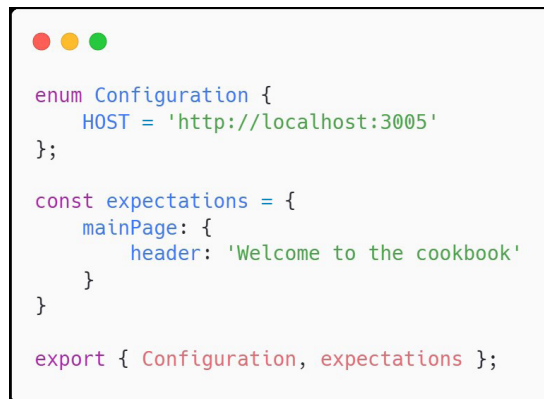 enum Configuration {
    HOST = 'http://localhost:3005'
};
const expectations = {
    mainPage: {
        header: 'Welcome to the cookbook'
    }
}
export { Configuration, expectations };